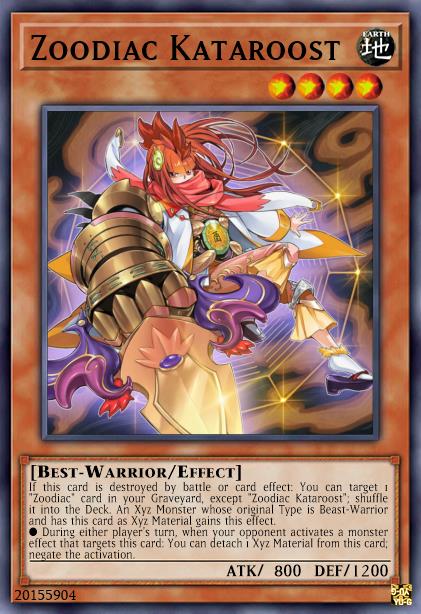 Zoodiac Kataroost
EARTH
地
酉
[Best-Warrior/Effect]
If this card is destroyed by battle or card effect: You can target 1
"Zoodiac" card in your Graveyard, except "Zoodiac Kataroost"; shuffle
it into the Deck. An Xyz Monster whose original Type is Beast-Warrior
and has this card as Xyz Material gains this effect.
● During either player's turn, when your opponent activates a monster
effect that targets this card: You can detach 1 Xyz Material from this card;
negate the activation.
ATK/ 800 DEF/1200
20155904